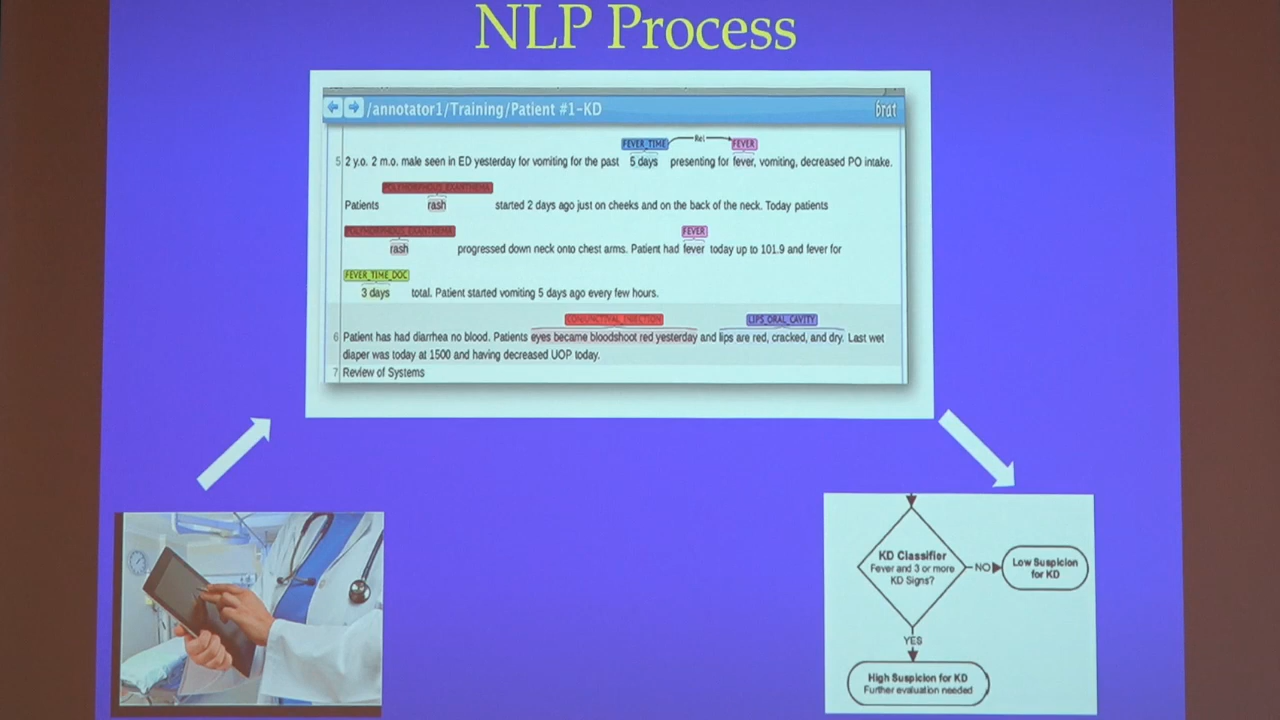 NLP Process
/annotator1/Training/Patient #1-KD
brat
FEVER_TIME
Rel
FEVER
5 2 y.o. 2 m.o. male seen in ED yesterday for vomiting for the past 5 days presenting for fever, vomiting, decreased PO intake.
POLYMORPHOUS_EXANTHEMA
Patients rash started 2 days ago just on cheeks and on the back of the neck. Today patients
POLYMORPHOUS_EXANTHEMA
FEVER
rash progressed down neck onto chest arms. Patient had fever today up to 101.9 and fever for
FEVER_TIME_DOC
3 days total. Patient started vomiting 5 days ago every few hours.
CONJUNCTIVAL_INJECTION
LIPS_ORAL_CAVITY
6 Patient has had diarrhea no blood. Patients eyes became bloodshoot red yesterday and lips are red, cracked, and dry. Last wet
diaper was today at 1500 and having decreased UOP today.
7 Review of Systems
KD Classifier
Fever and 3 or more
KD Signs?
NO
Low Suspicion
for KD
YES
High Suspicion for KD
Further evaluation needed